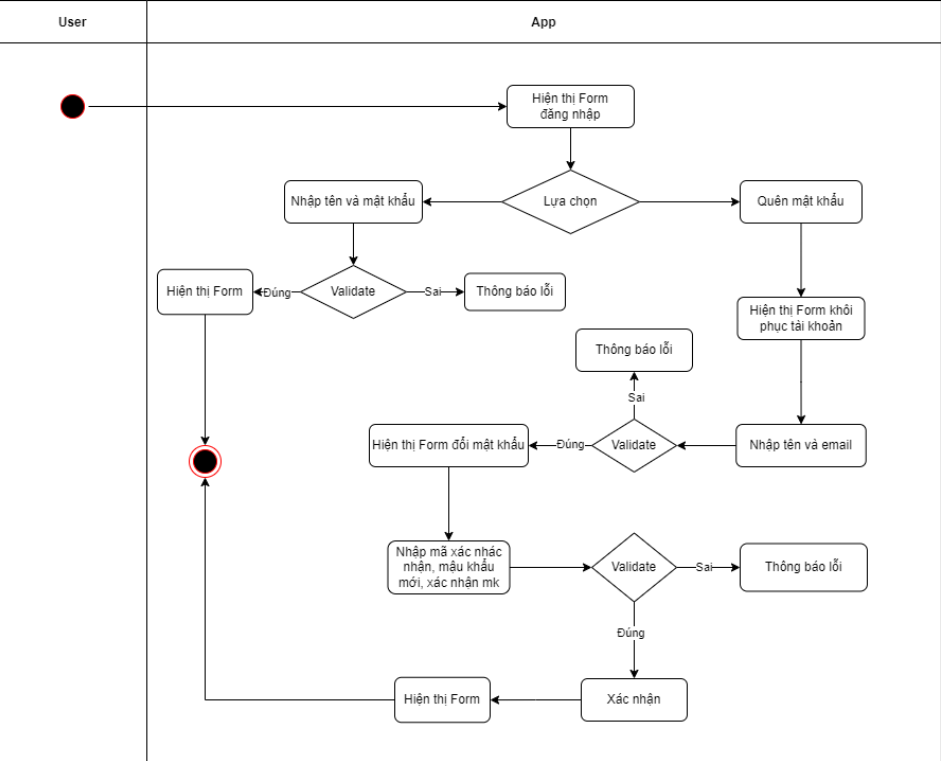 User
App
Hiện thị Form
đăng nhập
Nhập tên và mật khẩu
Lựa chọn
Quên mật khẩu
Hiện thị Form
Đúng
Validate
Sai
Thông báo lỗi
Hiện thị Form khôi
phục tài khoản
Thông báo lỗi
Sai
Hiện thị Form đổi mật khẩu
Đúng
Validate
Nhập tên và email
Nhập mã xác nhác
nhận, mậu khẩu
mới, xác nhận mk
Validate
Sai
Thông báo lỗi
Đúng
Hiện thị Form
Xác nhận